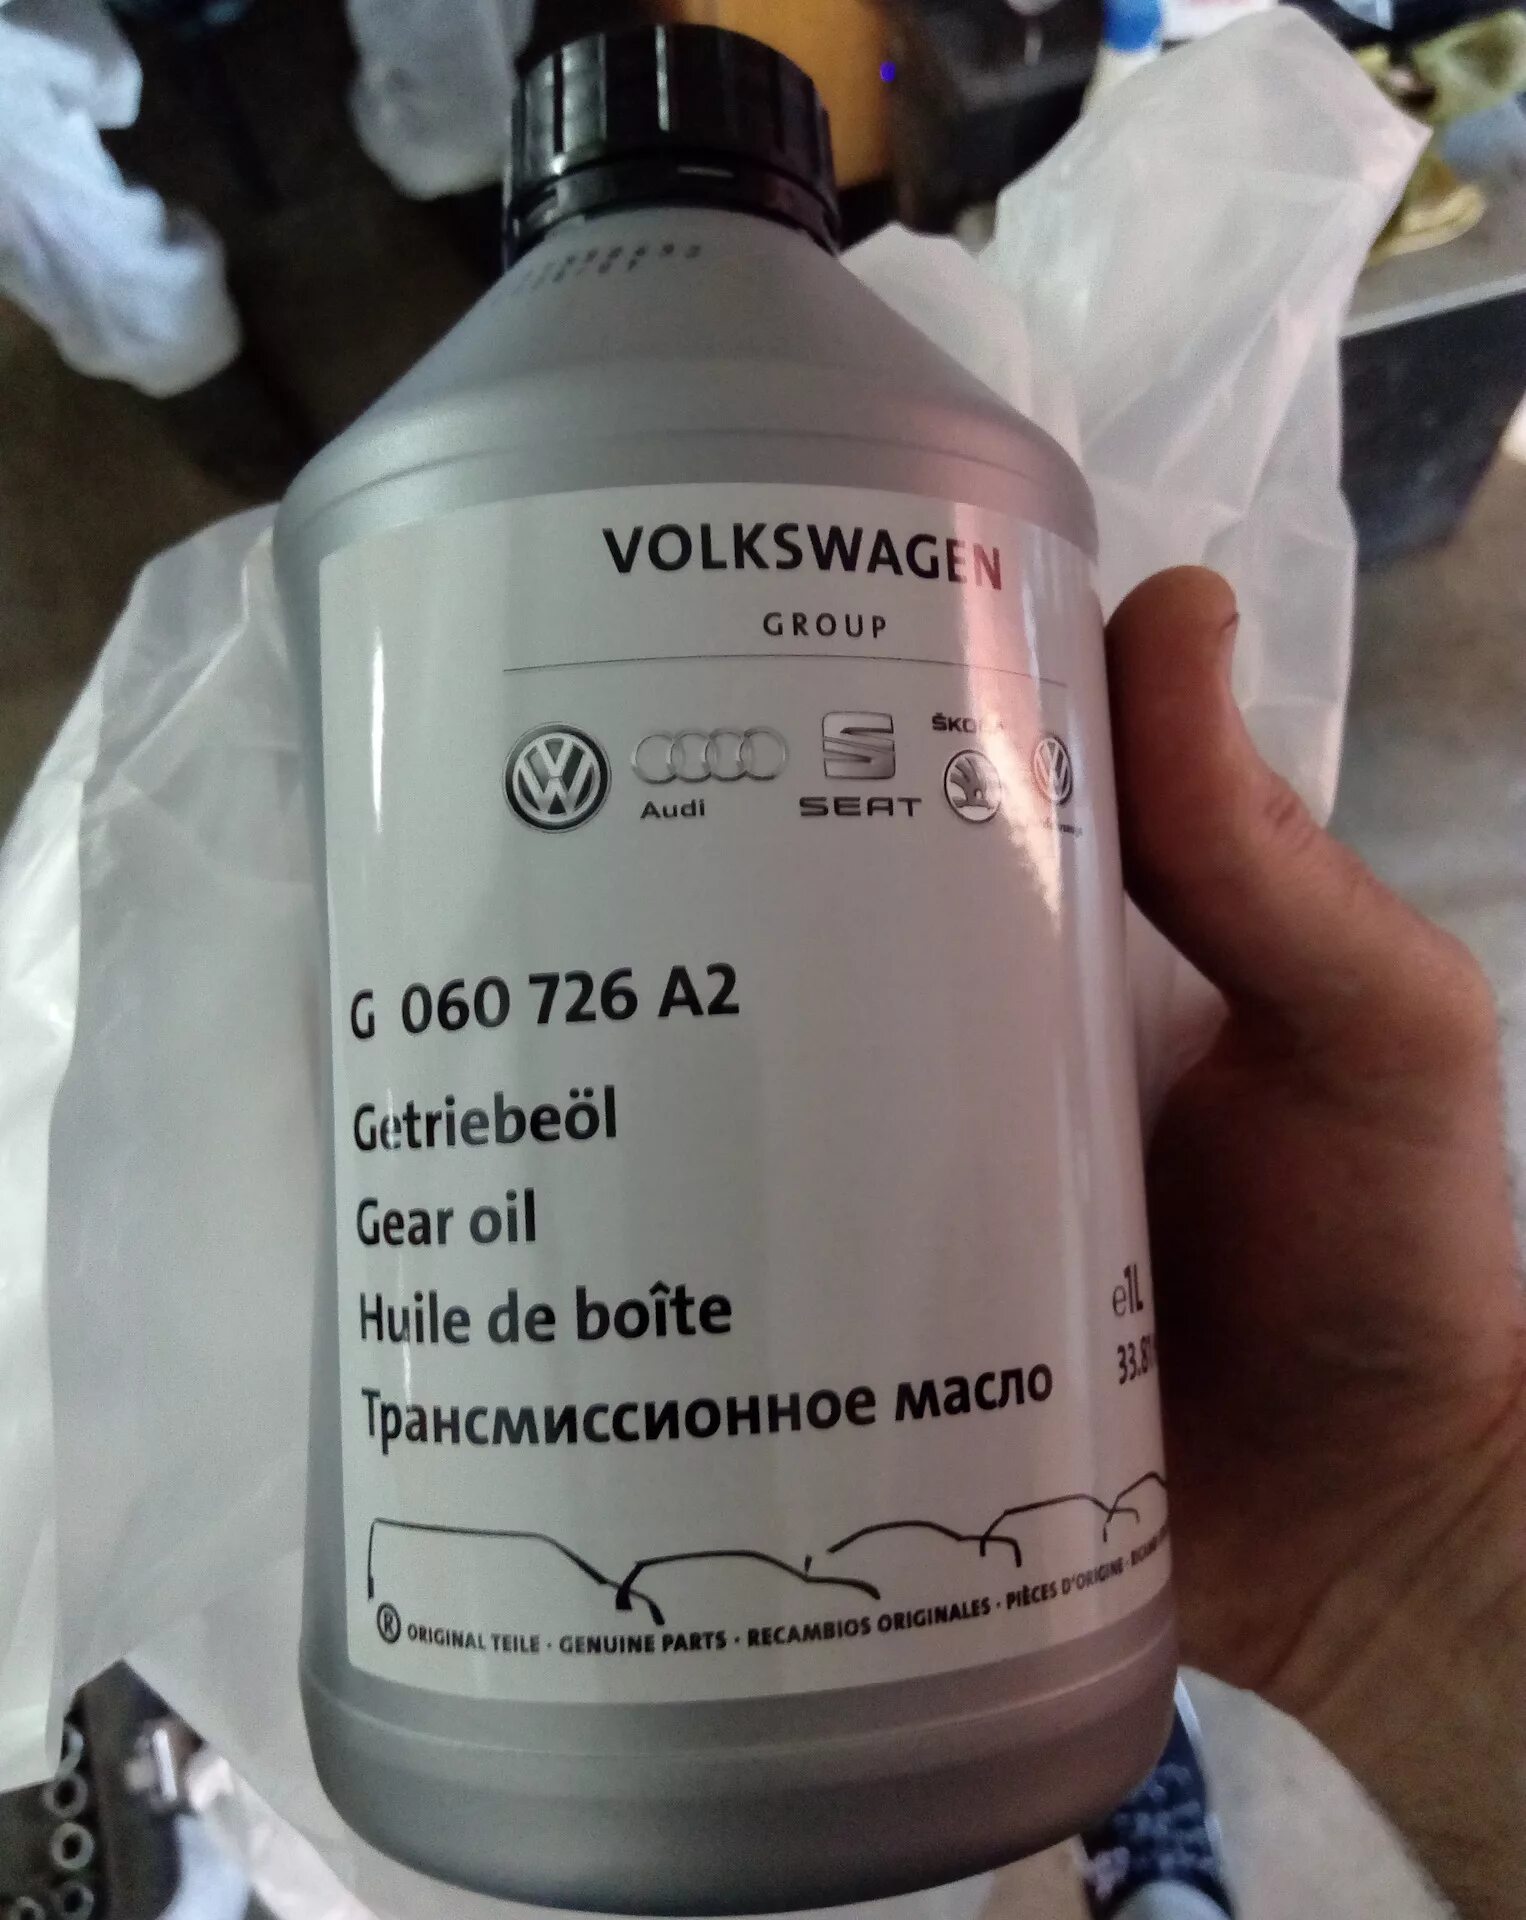 VOLKSWAGEN
GROUP
ŠKODA
Audi
SEAT
G 060 726 A2
Getriebeöl
Gear oil
Huile de boîte
e1L
Трансмиссионное масло
® ORIGINAL TEILE · GENUINE PARTS · RECAMBIOS ORIGINALES · PIÈCES D'ORIGINE ·